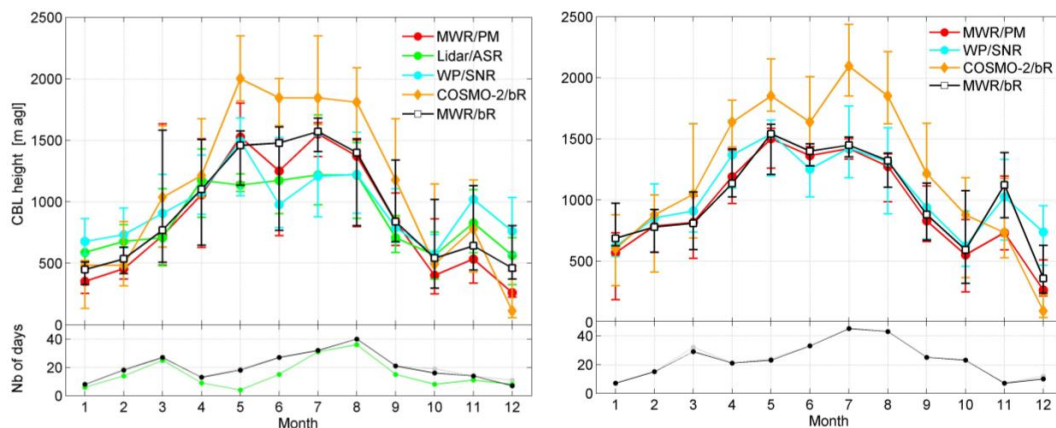 2500
2000
1500
1000
500
0
CBL height [m agl]
MWR/PM
Lidar/ASR
WP/SNR
COSMO-2/bR
MWR/bR
40
20
0
Nb of days
1 2 3 4 5 6 7 8 9 10 11 12
Month
2500
2000
1500
1000
500
0
MWR/PM
WP/SNR
COSMO-2/bR
MWR/bR
40
20
0
1 2 3 4 5 6 7 8 9 10 11 12
Month